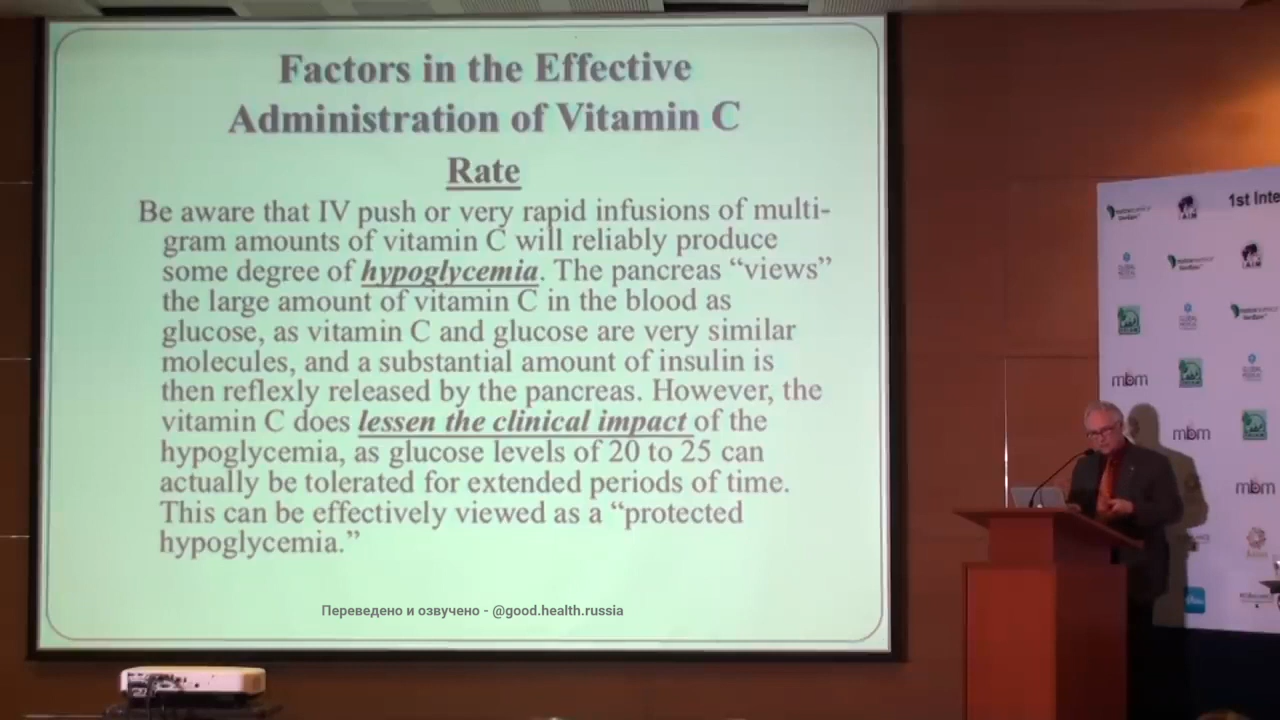 Factors in the Effective
Administration of Vitamin C
Rate
Be aware that IV push or very rapid infusions of multi-
gram amounts of vitamin C will reliably produce
some degree of hypoglycemia. The pancreas “views”
the large amount of vitamin C in the blood as
glucose, as vitamin C and glucose are very similar
molecules, and a substantial amount of insulin is
then reflexly released by the pancreas. However, the
vitamin C does lessen the clinical impact of the
hypoglycemia, as glucose levels of 20 to 25 can
actually be tolerated for extended periods of time.
This can be effectively viewed as a “protected
hypoglycemia.”
Переведено и озвучено - @good.health.russia
1st Inte
mbm
mbm
mbm